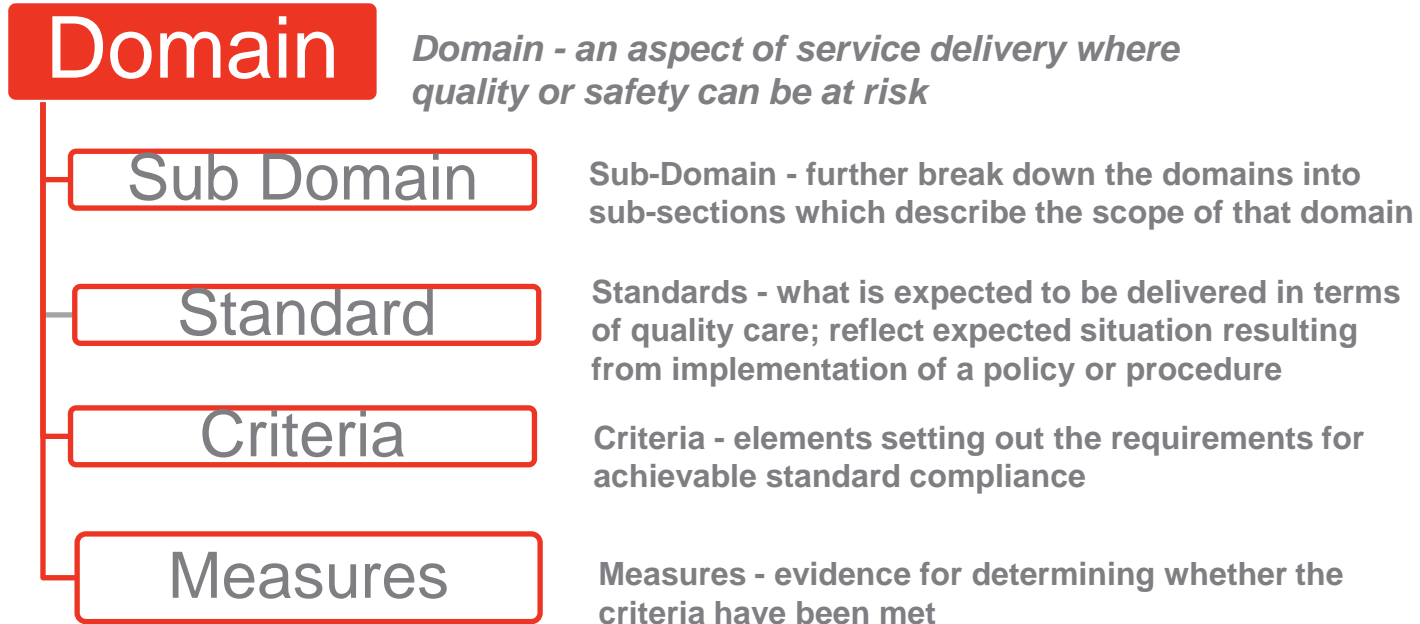 Domain
Domain - an aspect of service delivery where
quality or safety can be at risk
Sub Domain
Sub-Domain - further break down the domains into
sub-sections which describe the scope of that domain
Standard
Standards - what is expected to be delivered in terms
of quality care; reflect expected situation resulting
from implementation of a policy or procedure
Criteria
Criteria - elements setting out the requirements for
achievable standard compliance
Measures
Measures - evidence for determining whether the
criteria have been met